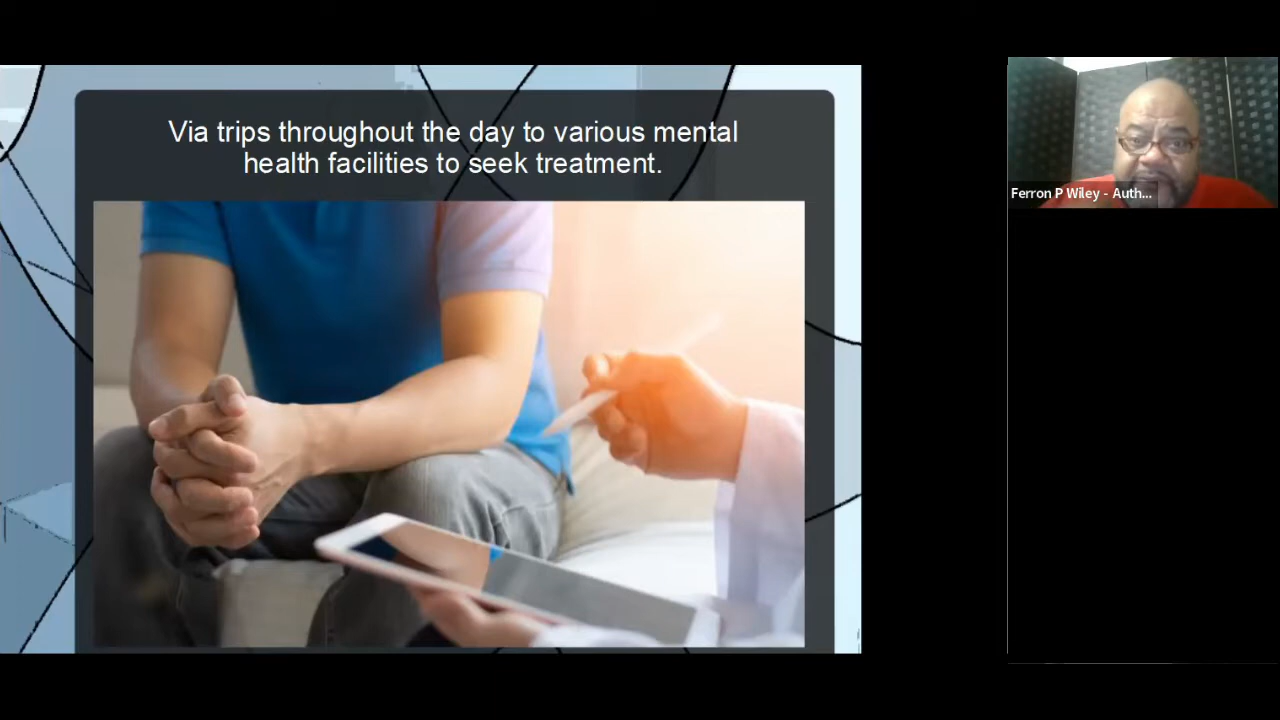 Via trips throughout the day to various mental
health facilities to seek treatment.
Ferron P Wiley - Auth...